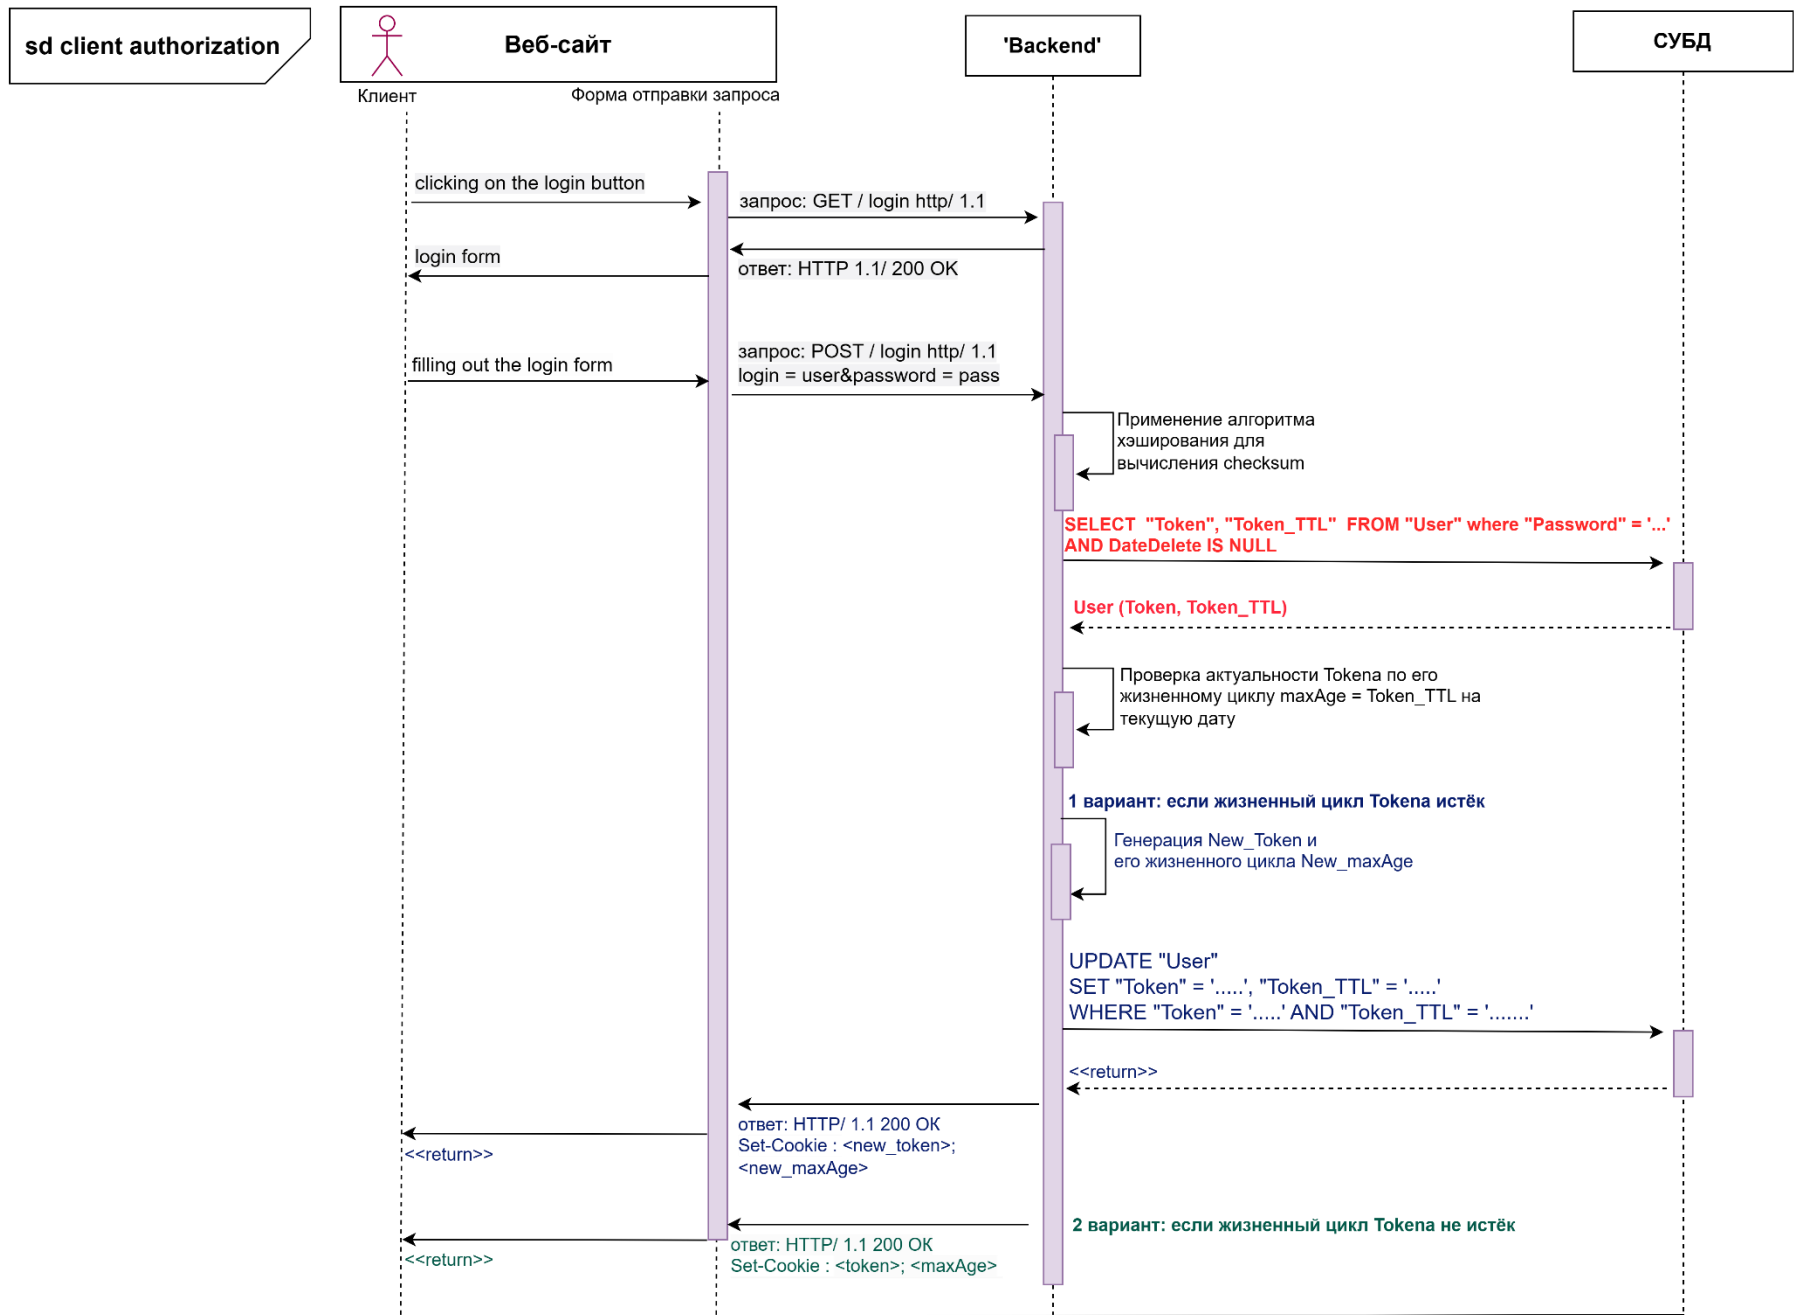 sd client authorization
Веб-сайт
'Backend'
СУБД
Клиент
Форма отправки запроса
clicking on the login button
запрос: GET / login http/ 1.1
login form
ответ: HTTP 1.1/ 200 OK
filling out the login form
запрос: POST / login http/ 1.1
login = user&password = pass
Применение алгоритма
хэширования для
вычисления checksum
SELECT "Token", "Token_TTL" FROM "User" where "Password" = '...'
AND DateDelete IS NULL
User (Token, Token_TTL)
Проверка актуальности Tokena по его
жизненному циклу maxAge = Token_TTL на
текущую дату
1 вариант: если жизненный цикл Tokena истёк
Генерация New_Token и
его жизненного цикла New_maxAge
UPDATE "User"
SET "Token" = '.....', "Token_TTL" = '.....'
WHERE "Token" = '.....' AND "Token_TTL" = '.......'
<<return>>
ответ: HTTP/ 1.1 200 OK
Set-Cookie : <new_token>;
<new_maxAge>
<<return>>
2 вариант: если жизненный цикл Tokena не истёк
ответ: HTTP/ 1.1 200 OK
Set-Cookie : <token>; <maxAge>
<<return>>